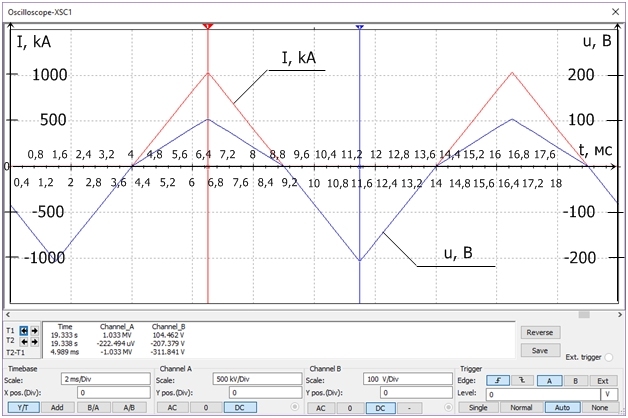 Oscilloscope-XSC1
I, kA
u, В
I, kA
1000
200
500
100
t, мс
0,8 1,6 2,4 3,2 4 4,8 5,6 6,4 7,2 8 8,8 9,6 10,4 11,2 12 12,8 13,6 14,4 15,2 16 16,8 17,6
0
0,4 1,2 2 2,8 3,6 5,2 6 6,8 7,6 8,4 9,2 10 10,8 11,6 12,4 13,2 14 14,8 15,6 16,4 18
-500
-100
u, В
-1000
-200
Time Channel_A Channel_B
T1 19.333 s 1.033 MV 104.462 V
T2 19.338 s -222.494 uV -207.379 V
T2-T1 4.989 ms -1.033 MV -311.841 V
Reverse
Save
Ext. trigger
Timebase
Scale: 2 ms/Div
X pos.(Div): 0
Y/T Add B/A A/B
Channel A
Scale: 500 kV/Div
Y pos.(Div): 0
AC 0 DC
Channel B
Scale: 100 V/Div
Y pos.(Div): 0
AC 0 DC -
Trigger
Edge: A B Ext
Level: 0 V
Single Normal Auto None